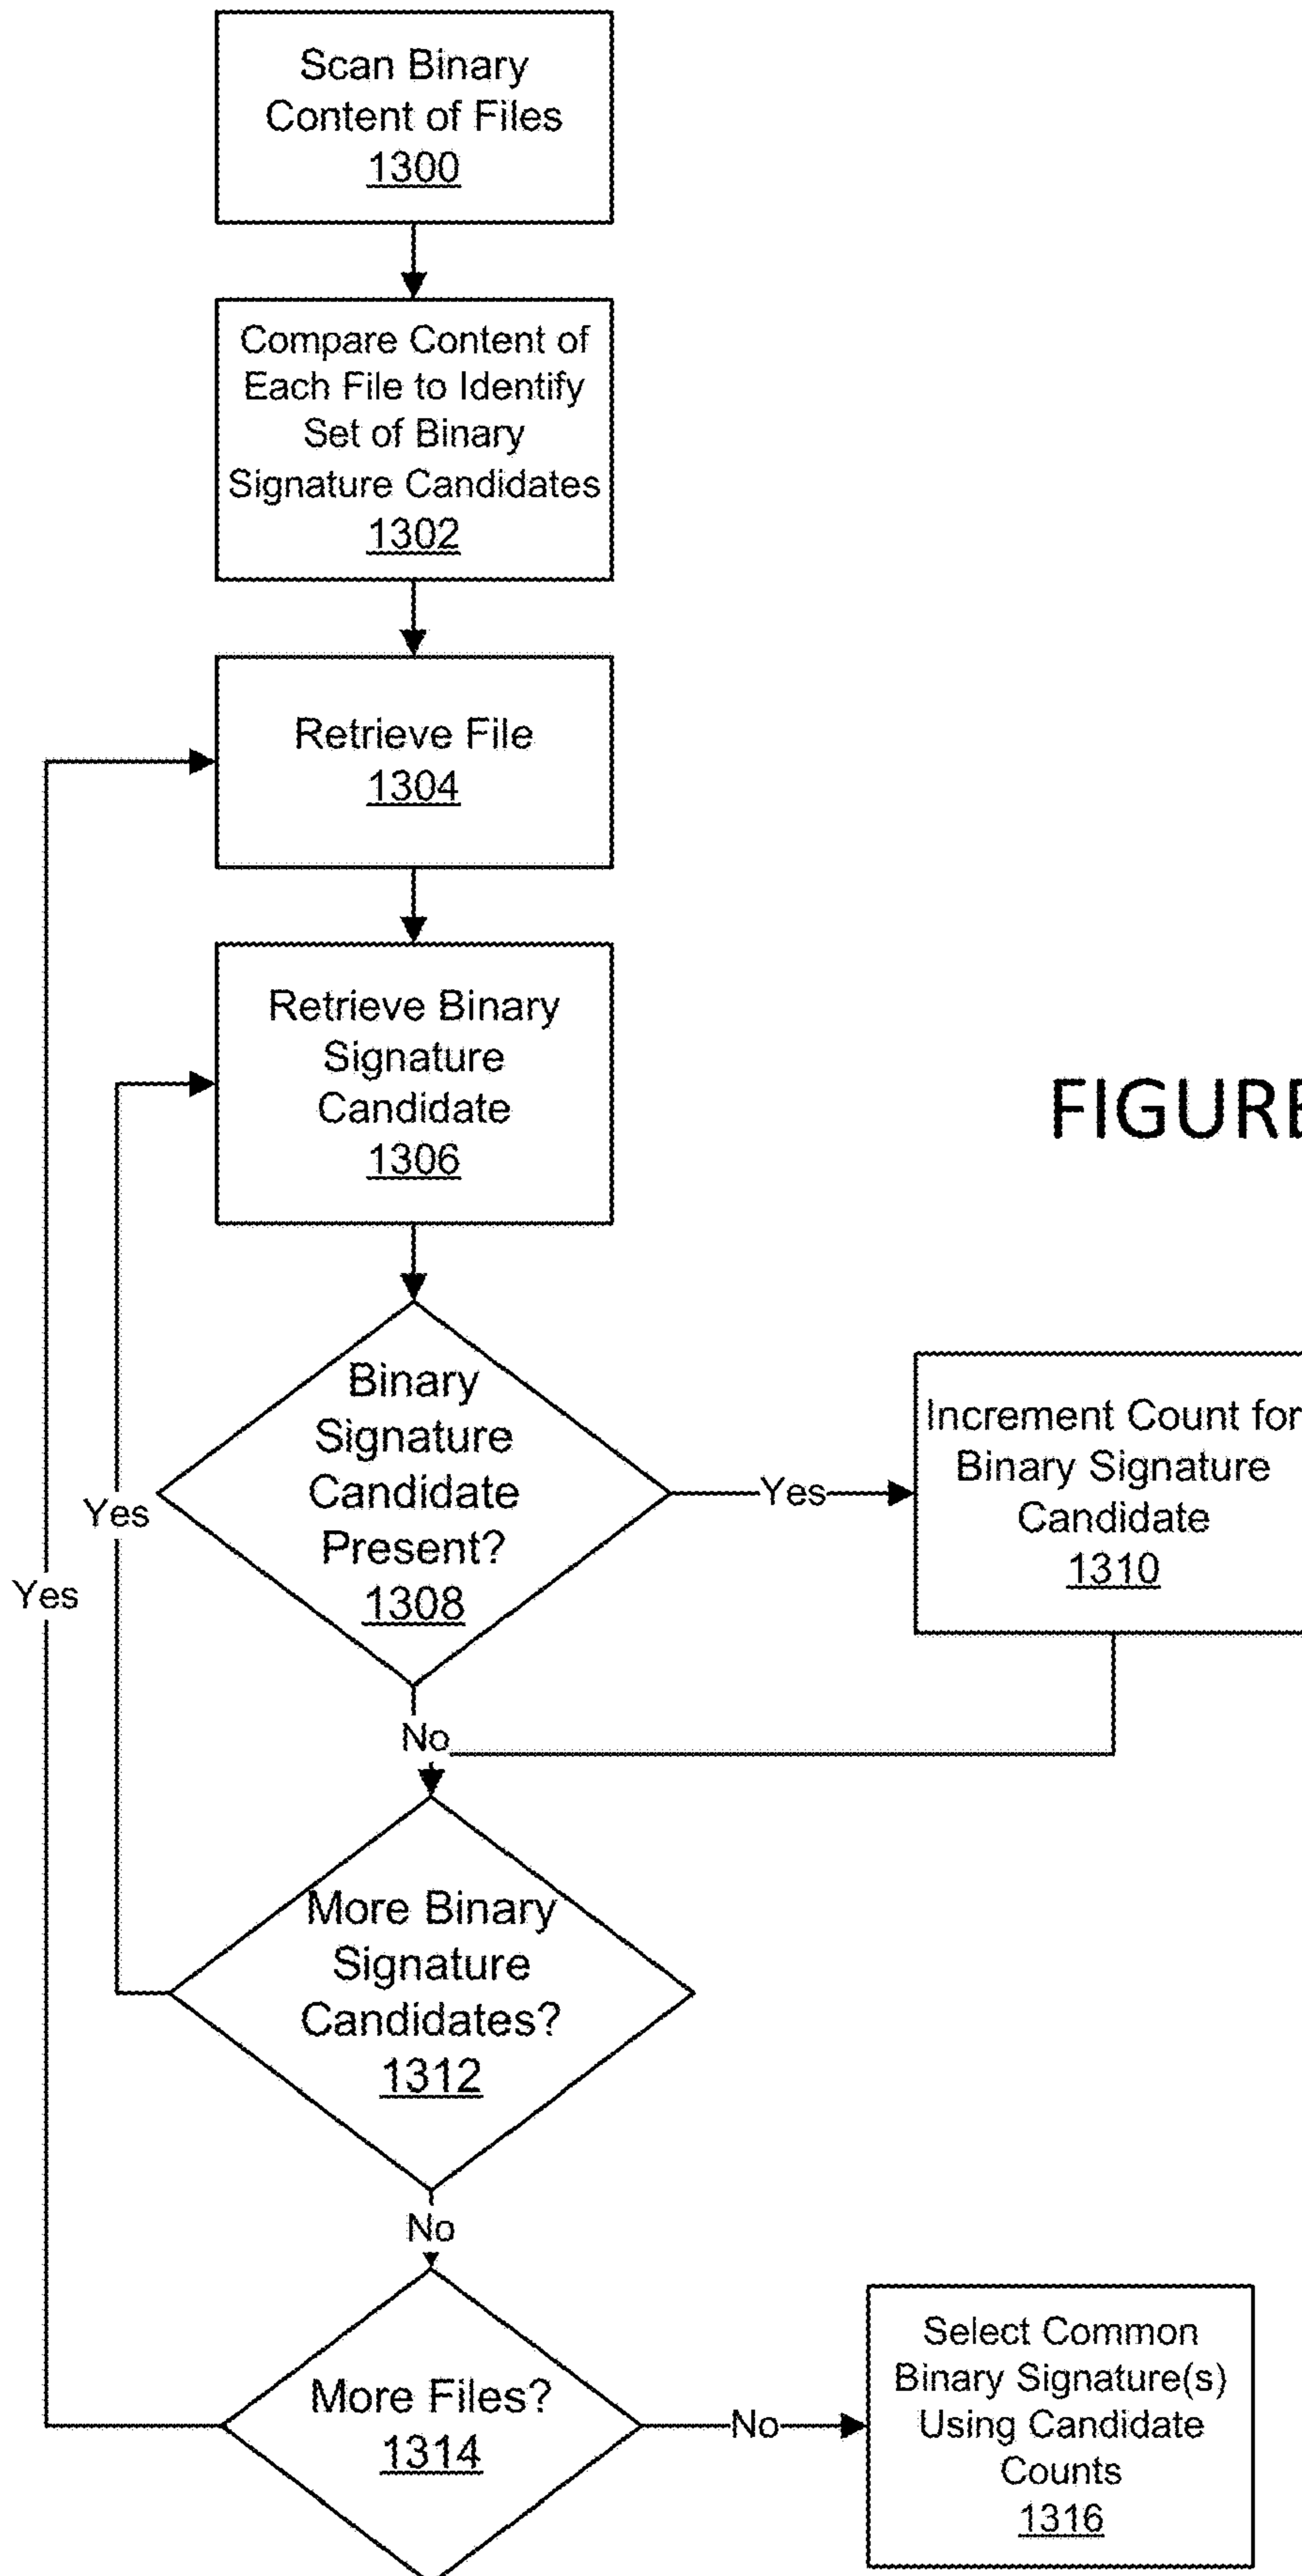 Scan Binary
Content of Files
1300
Compare Content of
Each File to Identify
Set of Binary
Signature Candidates
1302
Retrieve File
1304
Retrieve Binary
Signature
Candidate
1306
FIGURE
Binary
Signature
Candidate
Present?
1308
Yes
Increment Count for
Binary Signature
Candidate
1310
Yes
Yes
No
More Binary
Signature
Candidates?
1312
No
More Files?
1314
No
Select Common
Binary Signature(s)
Using Candidate
Counts
1316